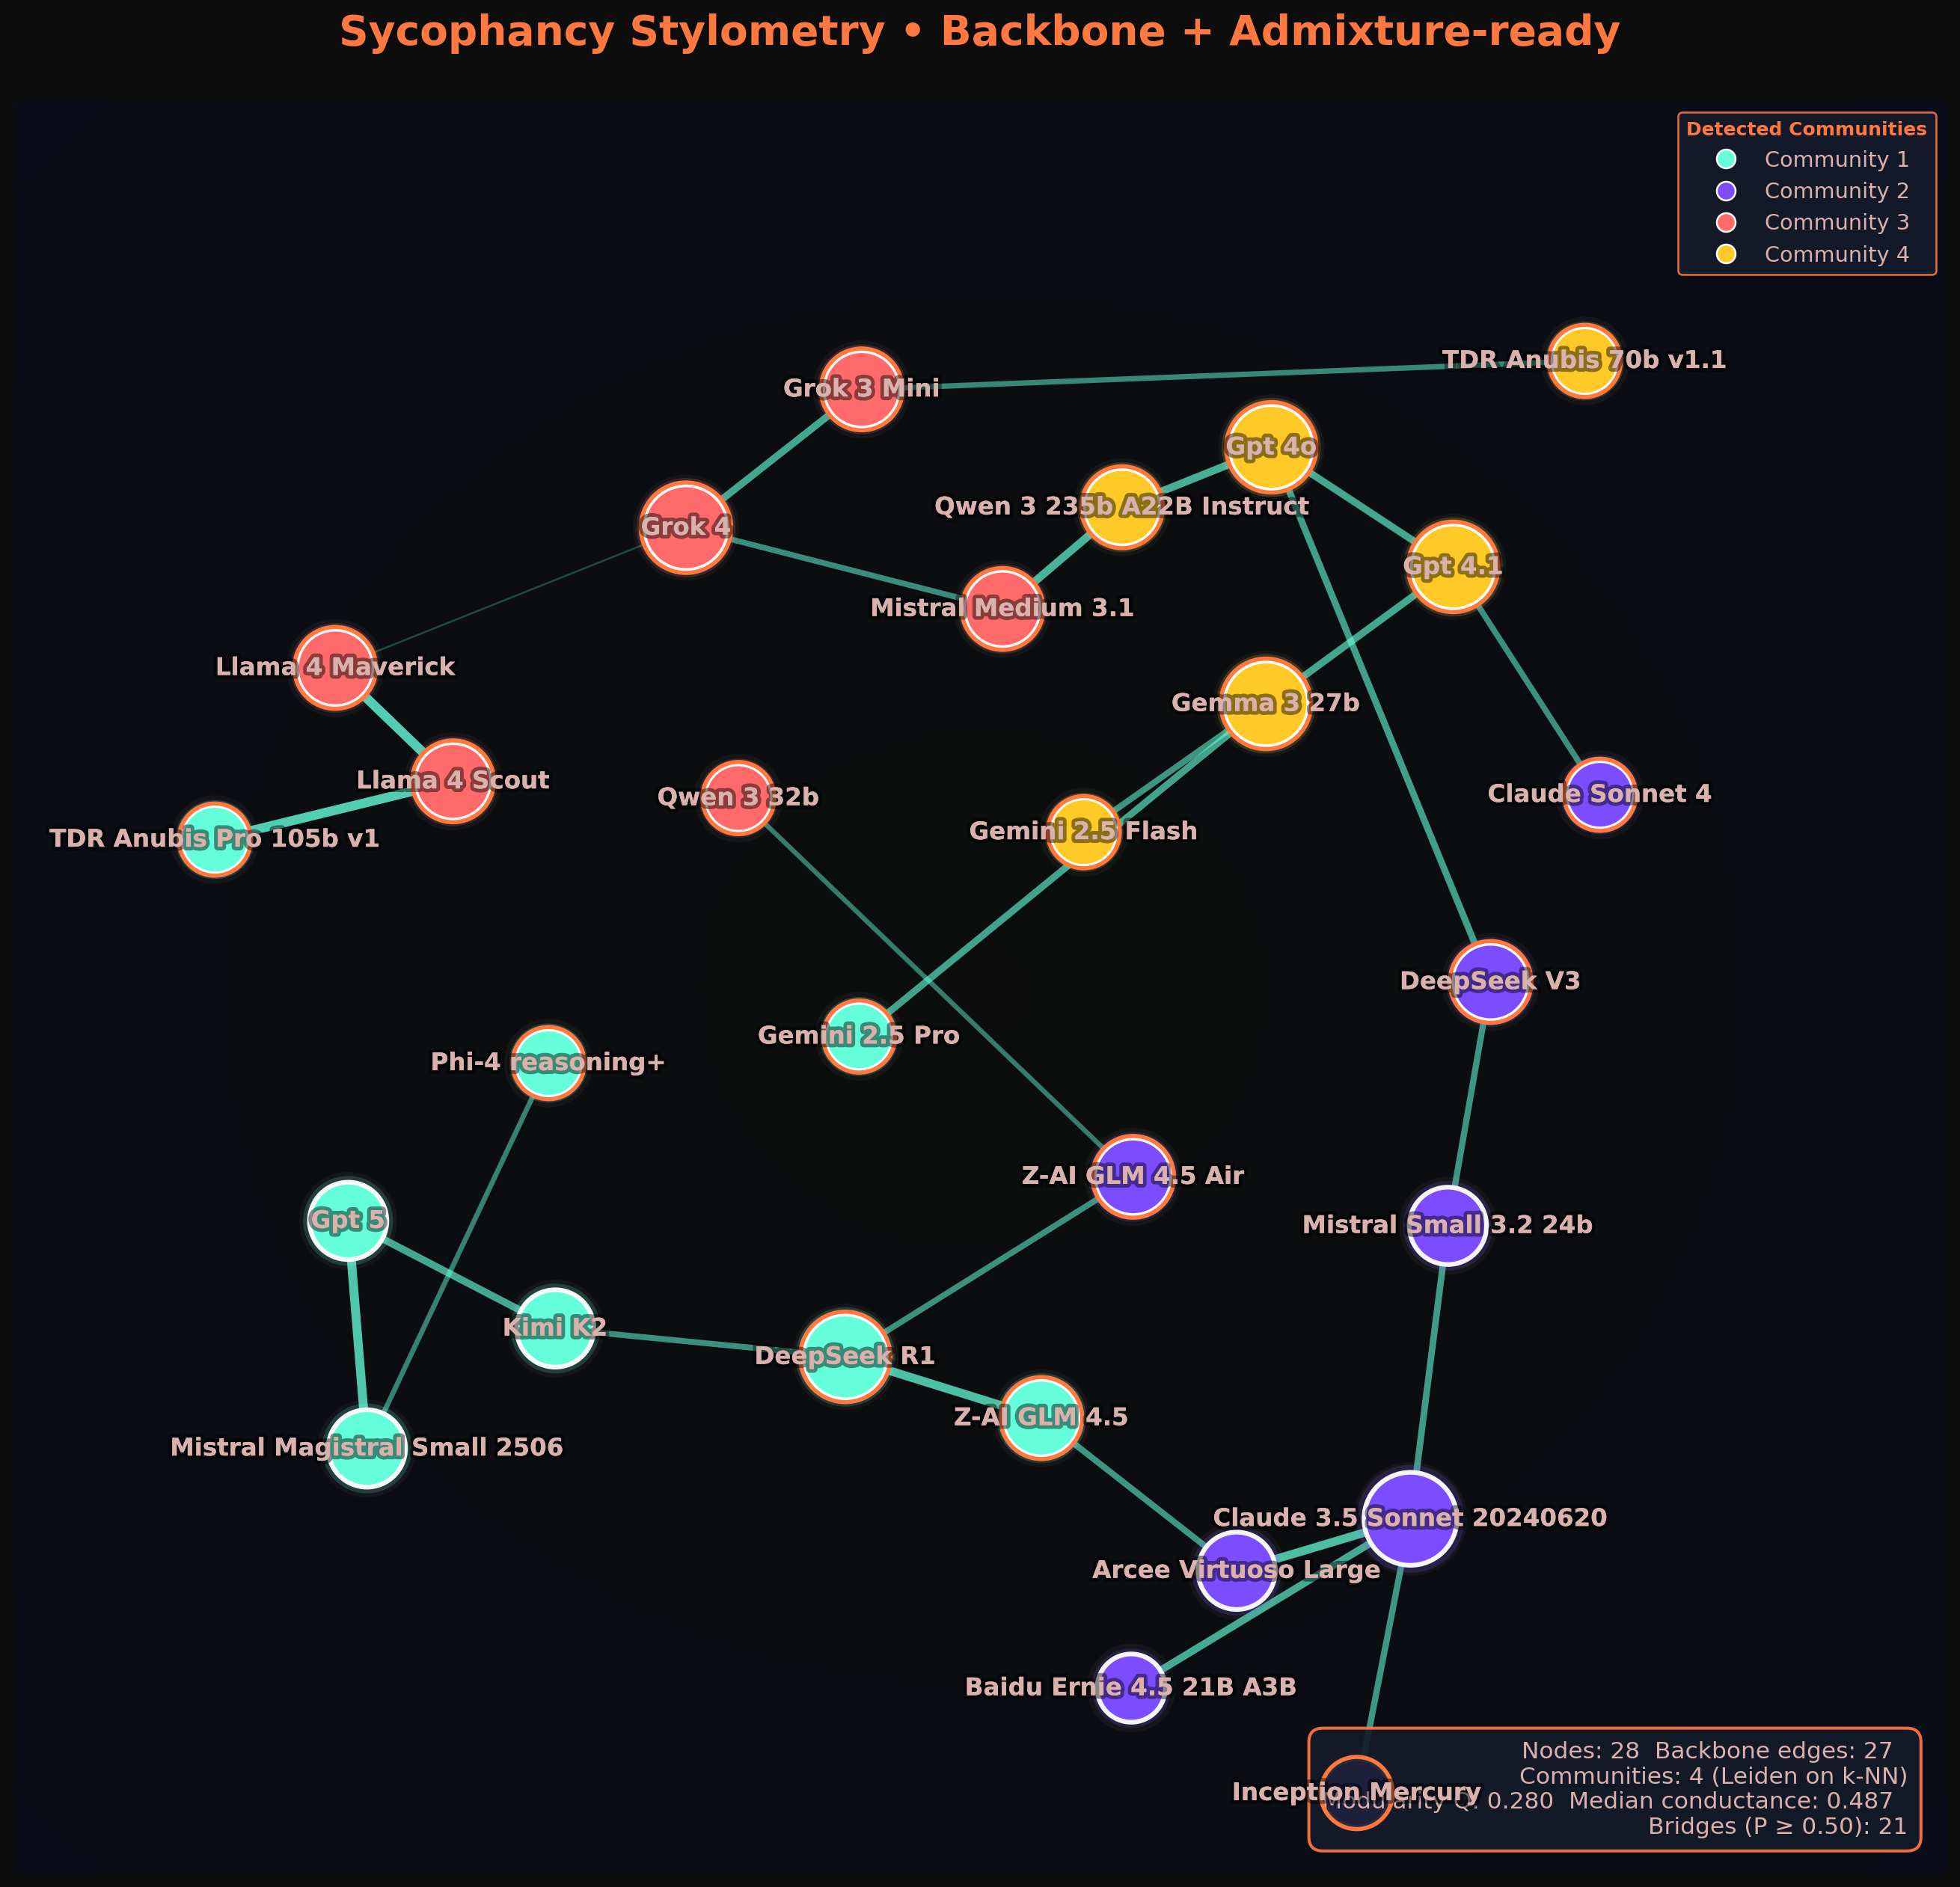 Sycophancy Stylometry • Backbone + Admixture-ready
Detected Communities
Community 1
Community 2
Community 3
Community 4
TDR Anubis 70b v1.1
Grok 3 Mini
Gpt 4o
Qwen 3 235b A22B Instruct
Grok 4
Gpt 4.1
Mistral Medium 3.1
Llama 4 Maverick
Gemma 3 27b
Llama 4 Scout
Qwen 3 32b
Claude Sonnet 4
Gemini 2.5 Flash
TDR Anubis Pro 105b v1
DeepSeek V3
Gemini 2.5 Pro
Phi-4 reasoning+
Z-AI GLM 4.5 Air
Gpt 5
Mistral Small 3.2 24b
Kimi K2
DeepSeek R1
Z-AI GLM 4.5
Mistral Magistral Small 2506
Claude 3.5 Sonnet 20240620
Arcee Virtuoso Large
Baidu Ernie 4.5 21B A3B
Inception Mercury
Nodes: 28 Backbone edges: 27
Communities: 4 (Leiden on k-NN)
Modularity Q: 0.280 Median conductance: 0.487
Bridges (P ≥ 0.50): 21